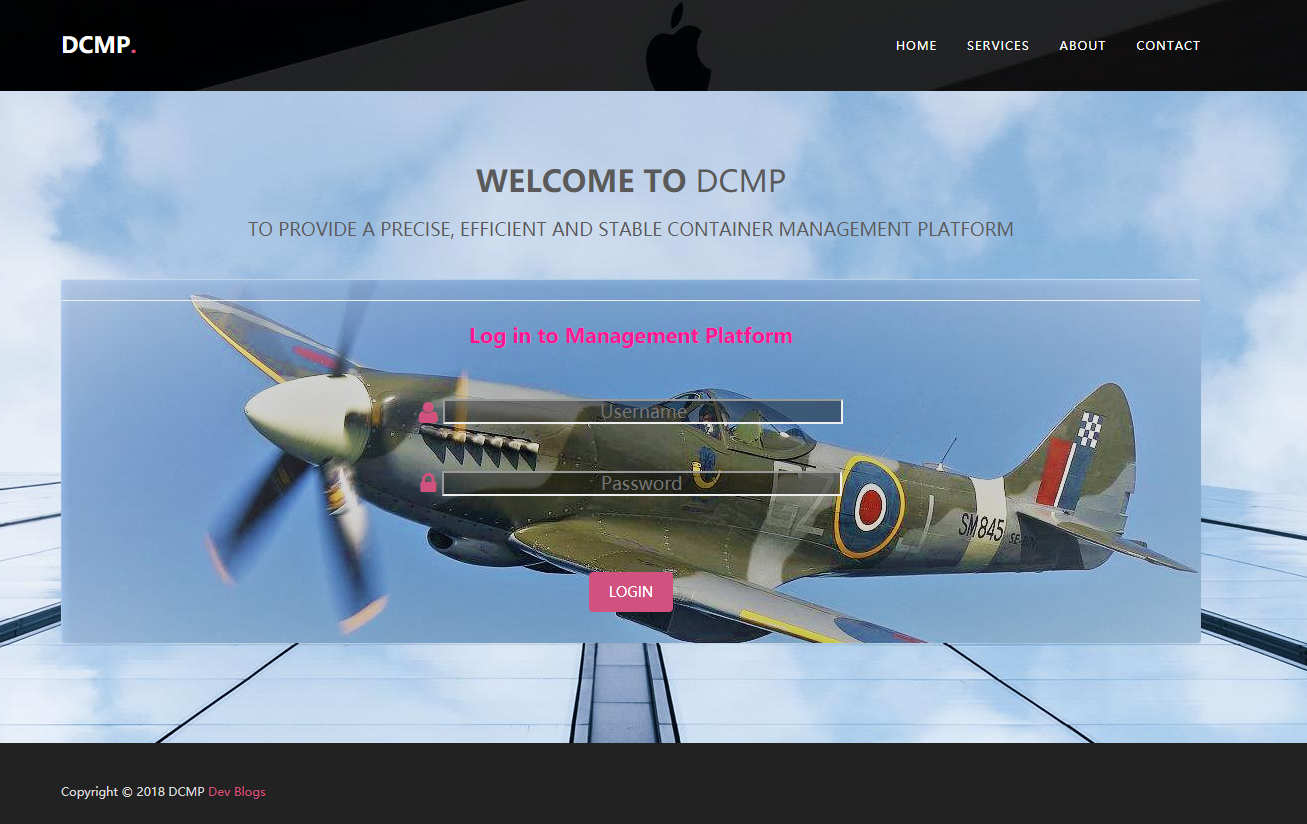 DCMP.
HOME SERVICES ABOUT CONTACT
WELCOME TO DCMP
TO PROVIDE A PRECISE, EFFICIENT AND STABLE CONTAINER MANAGEMENT PLATFORM
Log in to Management Platform
Username
Password
SM845
LOGIN
Copyright © 2018 DCMP Dev Blogs